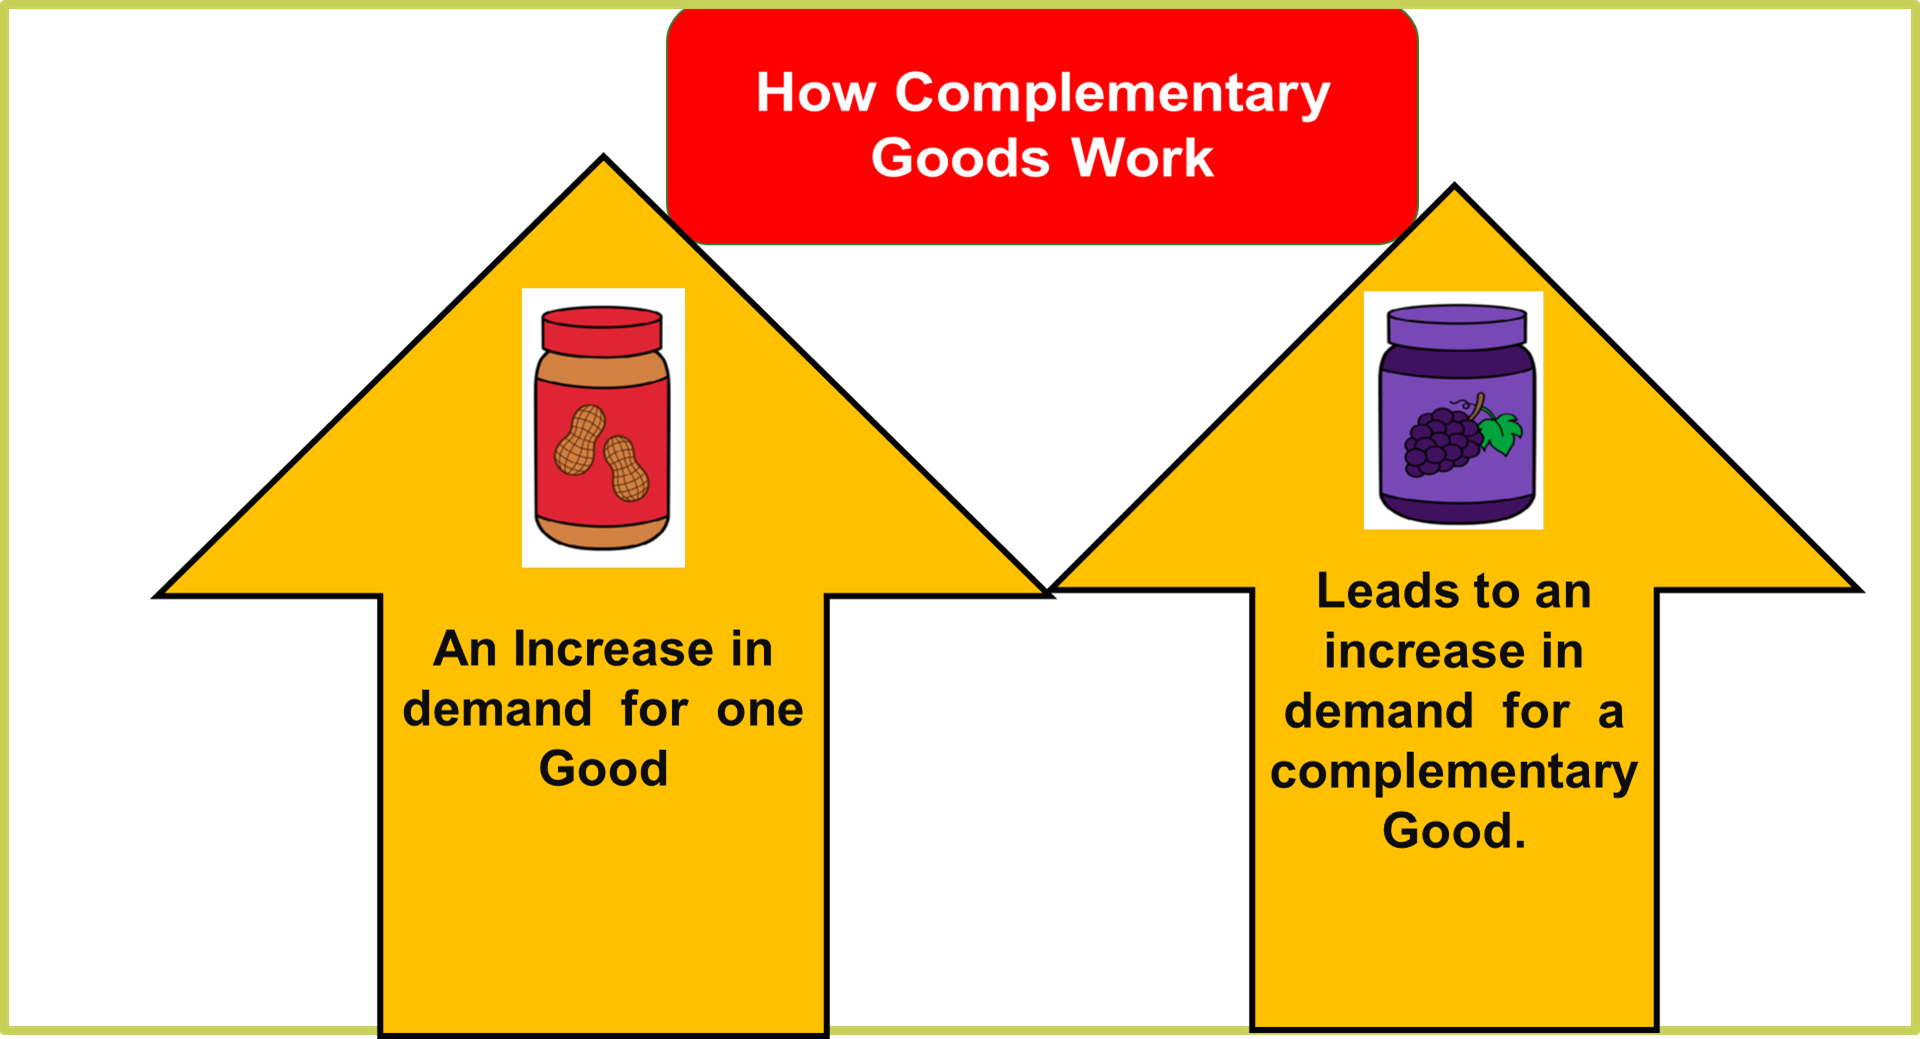 How Complementary
Goods Work
An Increase in
demand for one
Good
Leads to an
increase in
demand for a
complementary
Good.